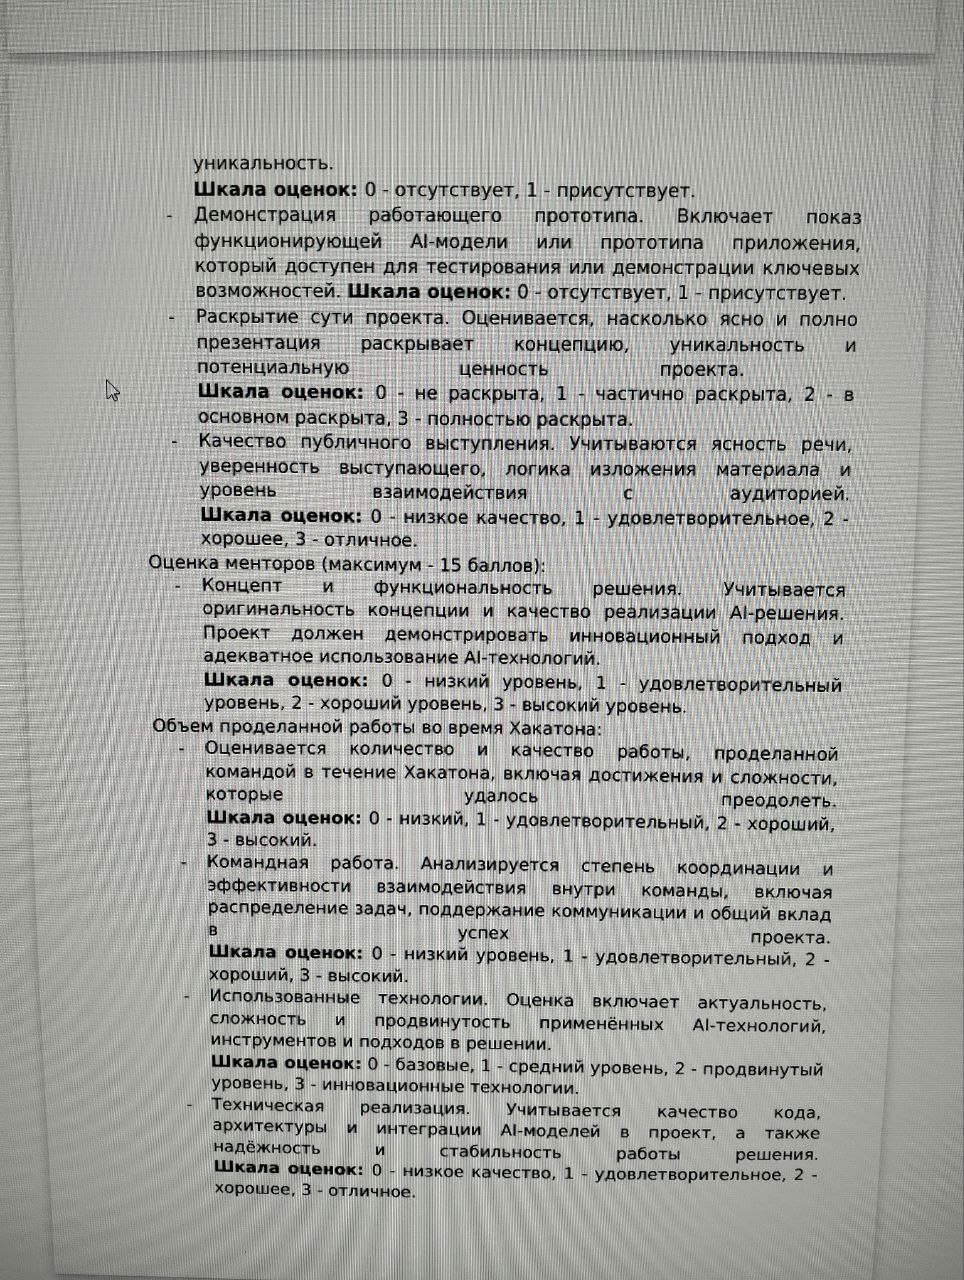 уникальность.
Шкала оценок: 0 - отсутствует, 1 - присутствует.
- Демонстрация работающего прототипа. Включает показ
функционирующей AI-модели или прототипа приложения,
который доступен для тестирования или демонстрации ключевых
возможностей. Шкала оценок: 0 - отсутствует, 1 - присутствует.
- Раскрытие сути проекта. Оценивается, насколько ясно и полно
презентация раскрывает концепцию, уникальность и
потенциальную ценность проекта.
Шкала оценок: 0 - не раскрыта, 1 - частично раскрыта, 2 - в
основном раскрыта, 3 - полностью раскрыта.
- Качество публичного выступления. Учитываются ясность речи,
уверенность выступающего, логика изложения материала и
уровень взаимодействия с аудиторией.
Шкала оценок: 0 - низкое качество, 1 - удовлетворительное, 2 -
хорошее, 3 - отличное.
Оценка менторов (максимум - 15 баллов):
- Концепт и функциональность решения. Учитывается
оригинальность концепции и качество реализации AI-решения.
Проект должен демонстрировать инновационный подход и
адекватное использование AI-технологий.
Шкала оценок: 0 - низкий уровень, 1 - удовлетворительный
уровень, 2 - хороший уровень, 3 - высокий уровень.
Объем проделанной работы во время Хакатона:
- Оценивается количество и качество работы, проделанной
командой в течение Хакатона, включая достижения и сложности,
которые удалось преодолеть.
Шкала оценок: 0 - низкий, 1 - удовлетворительный, 2 - хороший,
3 - высокий.
- Командная работа. Анализируется степень координации и
эффективности взаимодействия внутри команды, включая
распределение задач, поддержание коммуникации и общий вклад
в успех проекта.
Шкала оценок: 0 - низкий уровень, 1 - удовлетворительный, 2 -
хороший, 3 - высокий.
- Использованные технологии. Оценка включает актуальность,
сложность и продвинутость применённых AI-технологий,
инструментов и подходов в решении.
Шкала оценок: 0 - базовые, 1 - средний уровень, 2 - продвинутый
уровень, 3 - инновационные технологии.
- Техническая реализация. Учитывается качество кода,
архитектуры и интеграции AI-моделей в проект, а также
надёжность и стабильность работы решения.
Шкала оценок: 0 - низкое качество, 1 - удовлетворительное, 2 -
хорошее, 3 - отличное.